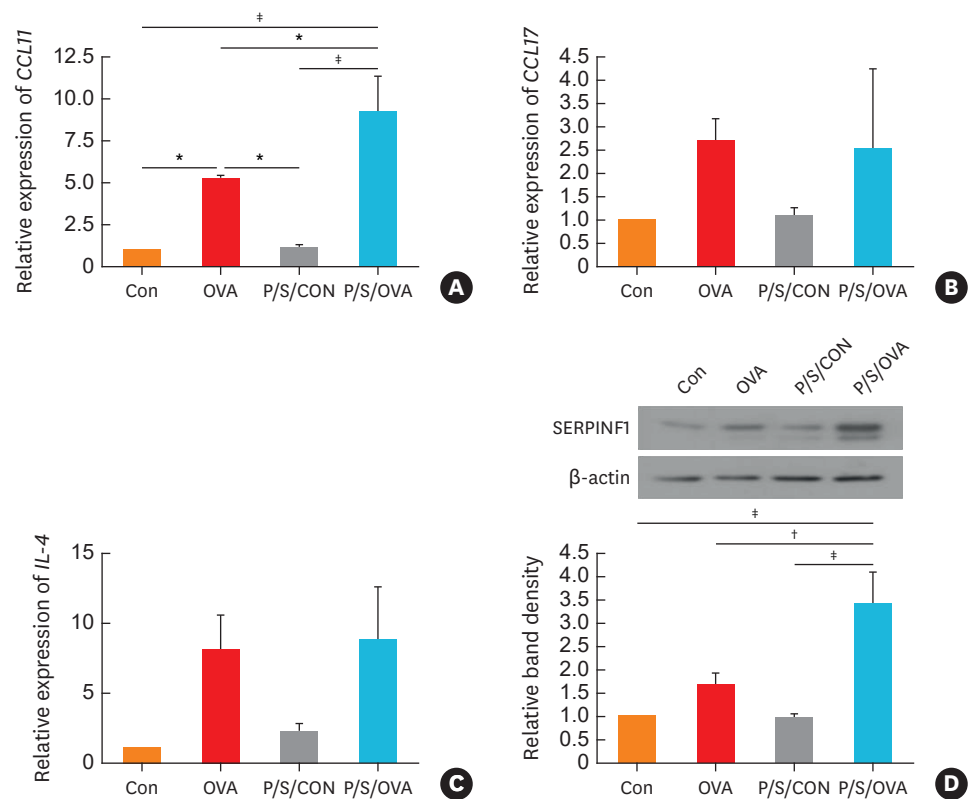 ‡
*
‡
* *
Relative expression of CCL11
12.5
10.0
7.5
5.0
2.5
0
Con OVA P/S/CON P/S/OVA
A
Relative expression of CCL17
4.5
4.0
3.5
3.0
2.5
2.0
1.5
1.0
0.5
0
Con OVA P/S/CON P/S/OVA
B
Relative expression of IL-4
15
10
5
0
Con OVA P/S/CON P/S/OVA
C
Con OVA P/S/CON P/S/OVA
SERPINF1
β-actin
‡
†
‡
Relative band density
4.5
4.0
3.5
3.0
2.5
2.0
1.5
1.0
0.5
0
Con OVA P/S/CON P/S/OVA
D